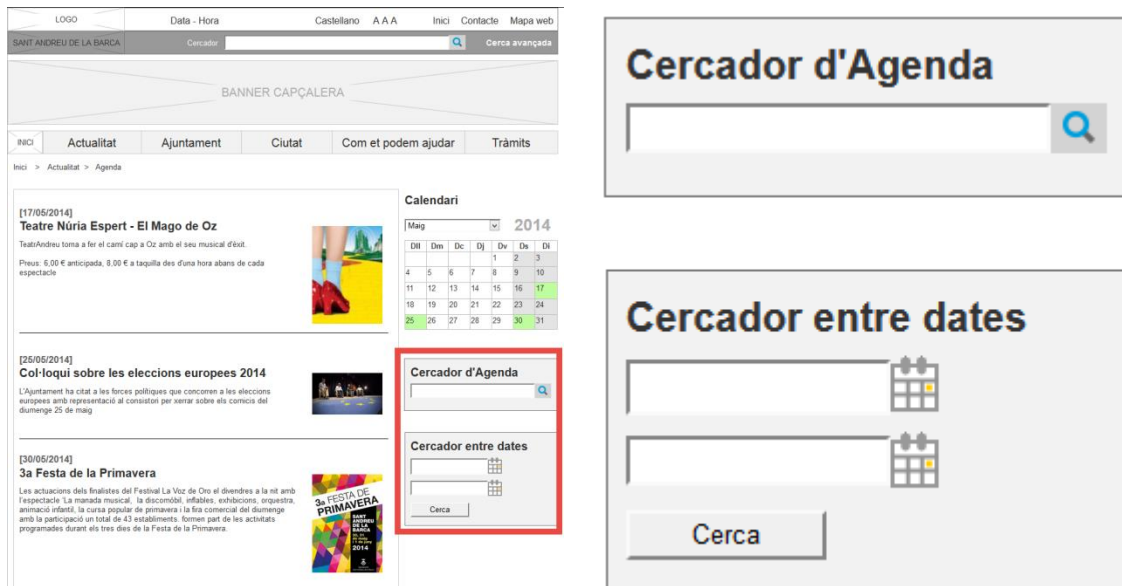 LOGO Data - Hora Castellano A A A Inici Contacte Mapa web
SANT ANDREU DE LA BARCA Cercador Cerca avançada
BANNER CAPÇALERA
INICI Actualitat Ajuntament Ciutat Com et podem ajudar Tràmits
Inici > Actualitat > Agenda
[17/05/2014]
Teatre Núria Espert - El Mago de Oz
TeatrAndreu torna a fer el camí cap a Oz amb el seu musical d'èxit.
Preus: 6,00 € anticipada, 8,00 € a taquilla des d'una hora abans de cada
espectacle
[25/05/2014]
Col·loqui sobre les eleccions europees 2014
L'Ajuntament ha citat a les forces polítiques que concorren a les eleccions
europees amb representació al consistori per xerrar sobre els comicis del
diumenge 25 de maig
[30/05/2014]
3a Festa de la Primavera
Les actuacions dels finalistes del Festival La Voz de Oro el divendres a la nit amb
l'espectacle 'La manada musical, la discomòbil, inflables, exhibicions, orquestra,
animació infantil, la cursa popular de primavera i la fira comercial del diumenge
amb la participació un total de 43 establiments. formen part de les activitats
programades durant els tres dies de la Festa de la Primavera.
3a FESTA DE
PRIMAVERA
SANT
ANDREU
DE LA
BARCA
2014
Calendari
Maig 2014
Dll Dm Dc Dj Dv Ds Di
1 2 3
4 5 6 7 8 9 10
11 12 13 14 15 16 17
18 19 20 21 22 23 24
25 26 27 28 29 30 31
Cercador d'Agenda
Cercador entre dates
Cerca
Cercador d'Agenda
Cercador entre dates
Cerca